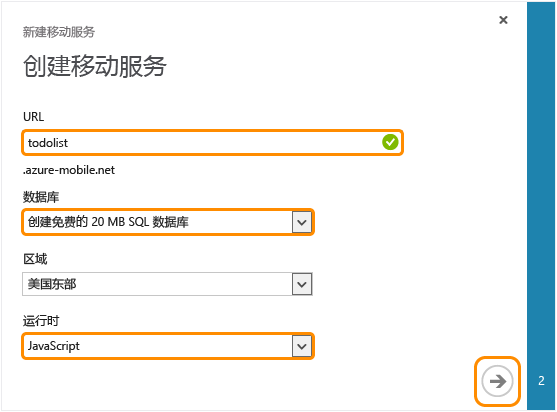 新建移动服务
创建移动服务
URL
todolist
.azure-mobile.net
数据库
创建免费的 20 MB SQL 数据库
区域
美国东部
运行时
JavaScript
2